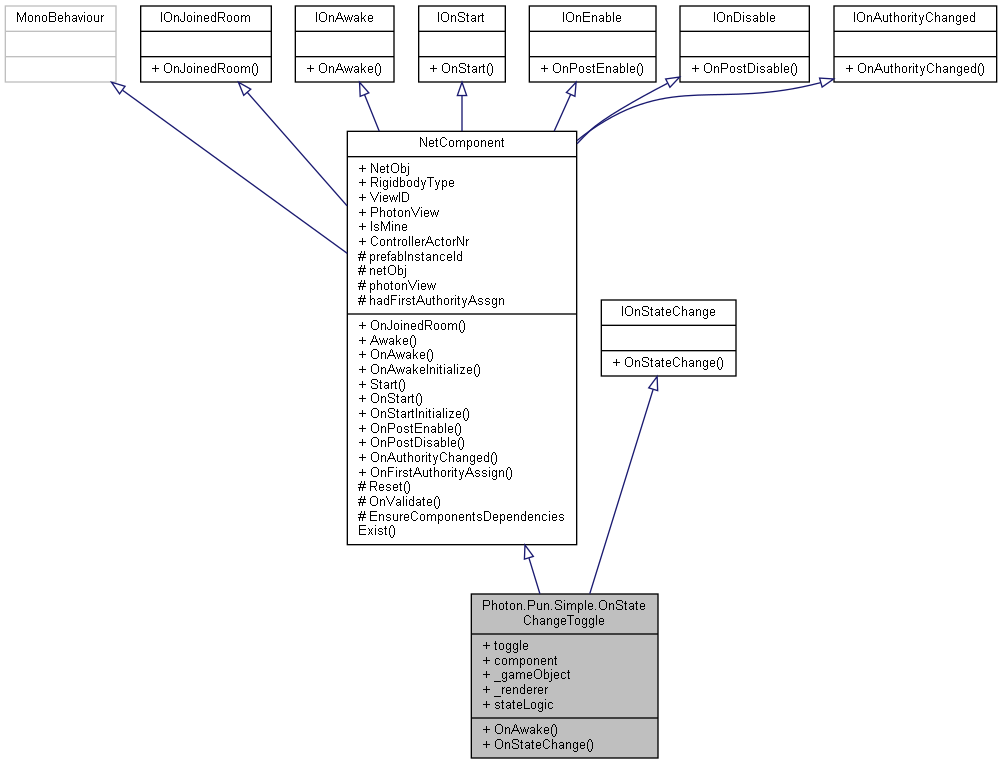 MonoBehaviour
IOnJoinedRoom
+ OnJoinedRoom()
IOnAwake
+ OnAwake()
IOnStart
+ OnStart()
IOnEnable
+ OnPostEnable()
IOnDisable
+ OnPostDisable()
IOnAuthorityChanged
+ OnAuthorityChanged()
NetComponent
+ NetObj
+ RigidbodyType
+ ViewID
+ PhotonView
+ IsMine
+ ControllerActorNr
# prefabInstanceId
# netObj
# photonView
# hadFirstAuthorityAssgn
+ OnJoinedRoom()
+ Awake()
+ OnAwake()
+ OnAwakeInitialize()
+ Start()
+ OnStart()
+ OnStartInitialize()
+ OnPostEnable()
+ OnPostDisable()
+ OnAuthorityChanged()
+ OnFirstAuthorityAssign()
# Reset()
# OnValidate()
# EnsureComponentsDependencies
Exist()
IOnStateChange
+ OnStateChange()
Photon.Pun.Simple.OnState
ChangeToggle
+ toggle
+ component
+ _gameObject
+ _renderer
+ stateLogic
+ OnAwake()
+ OnStateChange()